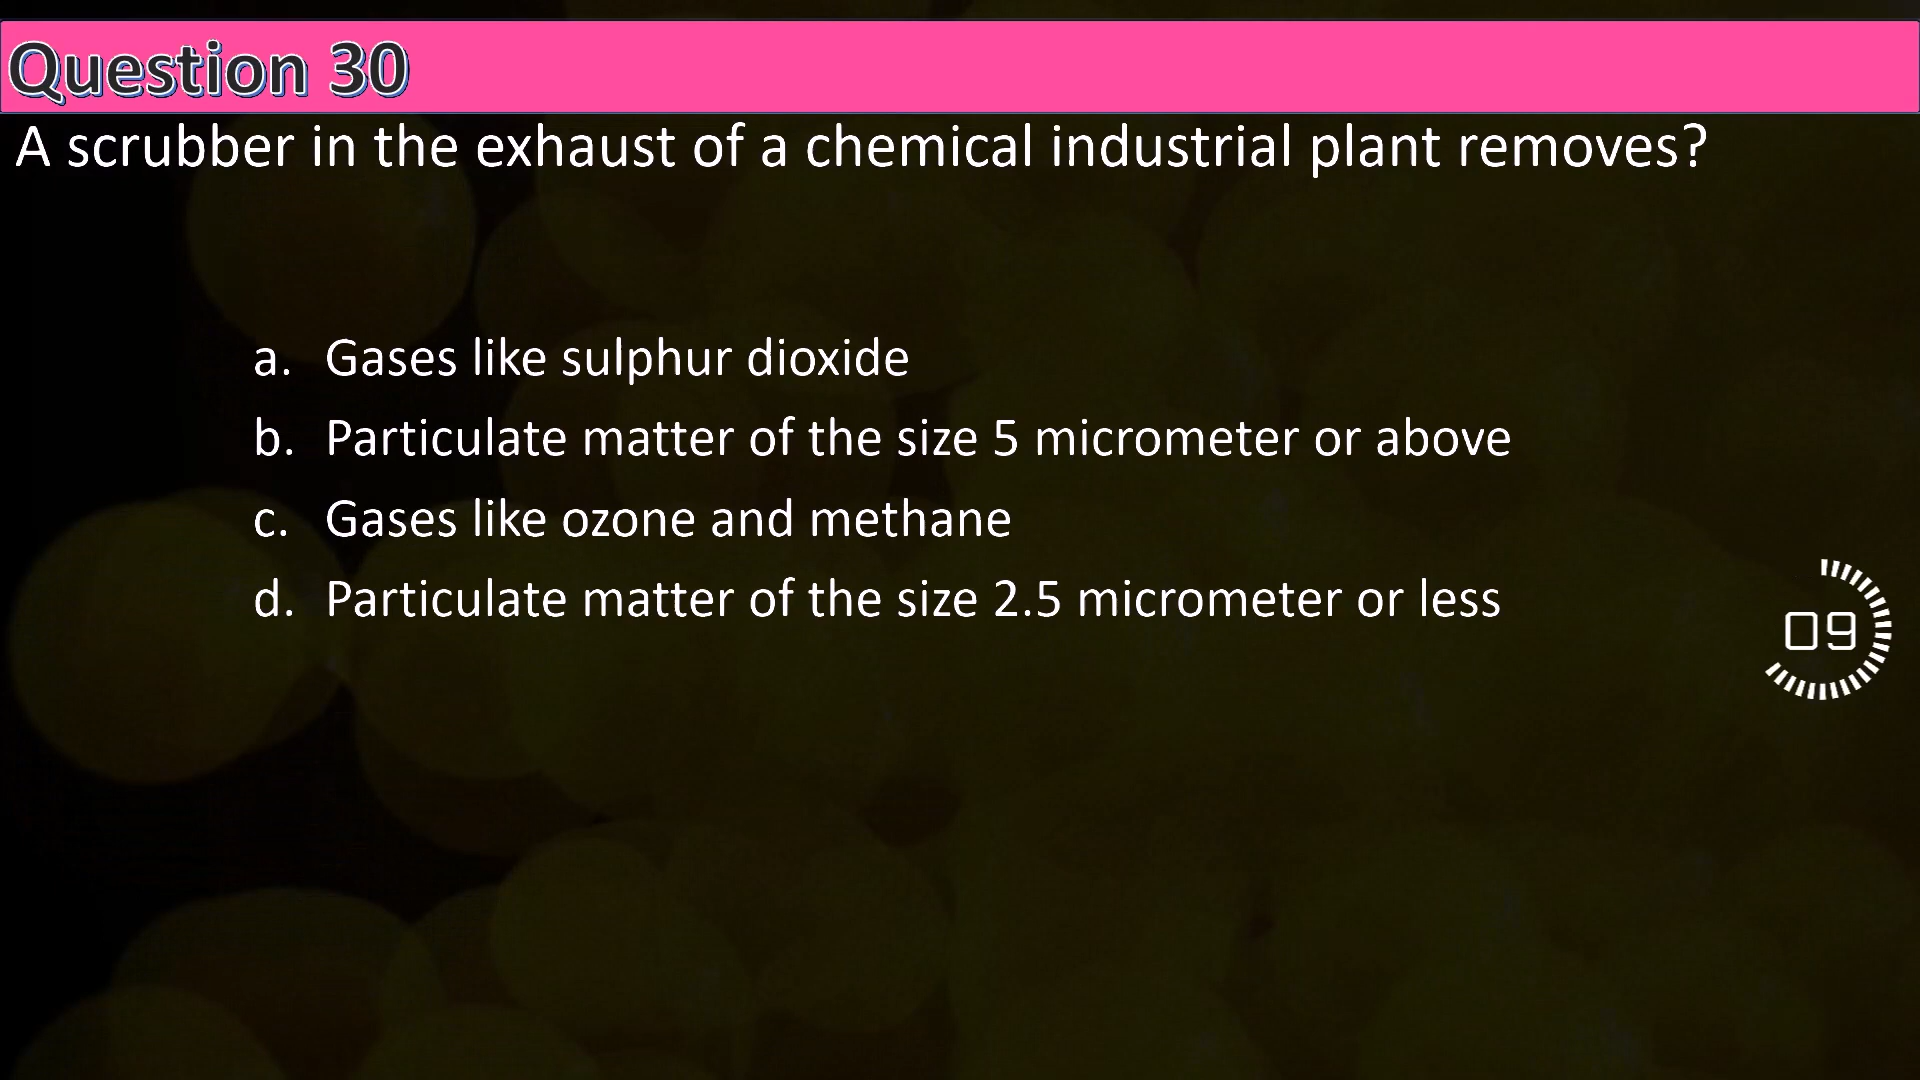 Question 30
A scrubber in the exhaust of a chemical industrial plant removes?
a. Gases like sulphur dioxide
b. Particulate matter of the size 5 micrometer or above
c. Gases like ozone and methane
d. Particulate matter of the size 2.5 micrometer or less
09